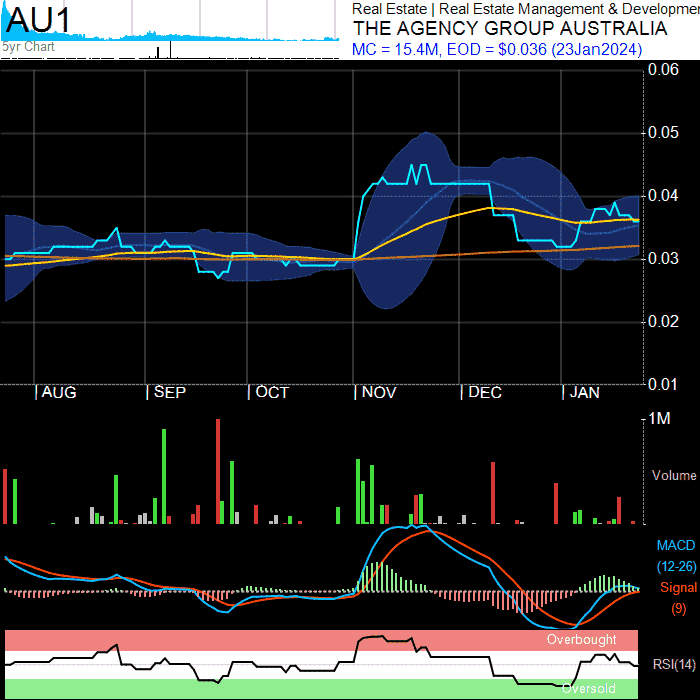 AU1
5yr Chart
Real Estate | Real Estate Management & Developmen
THE AGENCY GROUP AUSTRALIA
MC = 15.4M, EOD = $0.036 (23Jan2024)
0.06
0.05
0.04
0.03
0.02
0.01
| AUG | SEP | OCT | NOV | DEC | JAN
1M
Volume
MACD
(12-26)
Signal
(9)
Overbought
RSI(14)
Oversold